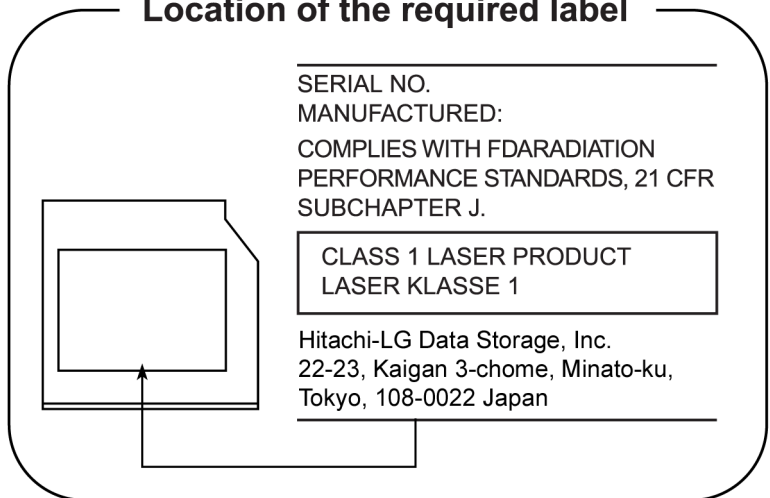 Location of the required label
SERIAL NO.
MANUFACTURED:
COMPLIES WITH FDARADIATION
PERFORMANCE STANDARDS, 21 CFR
SUBCHAPTER J.
CLASS 1 LASER PRODUCT
LASER KLASSE 1
Hitachi-LG Data Storage, Inc.
22-23, Kaigan 3-chome, Minato-ku,
Tokyo, 108-0022 Japan